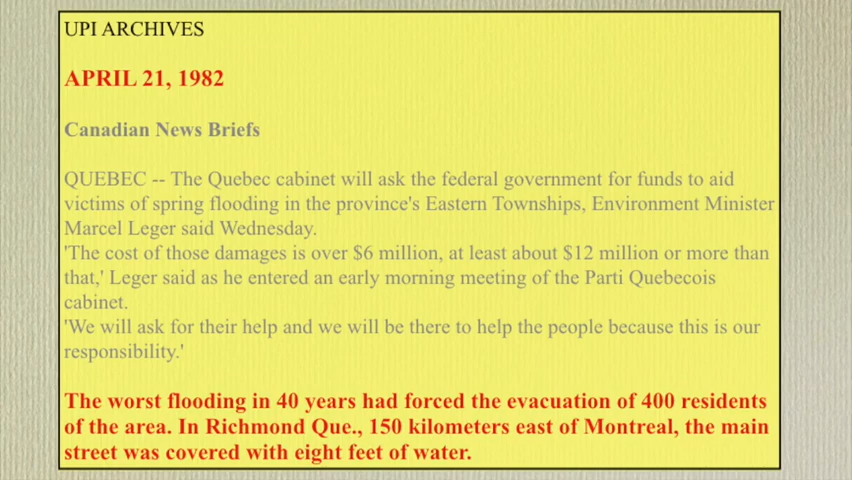 UPI ARCHIVES
APRIL 21, 1982
Canadian News Briefs
QUEBEC -- The Quebec cabinet will ask the federal government for funds to aid
victims of spring flooding in the province's Eastern Townships, Environment Minister
Marcel Leger said Wednesday.
'The cost of those damages is over $6 million, at least about $12 million or more than
that,' Leger said as he entered an early morning meeting of the Parti Quebecois
cabinet.
'We will ask for their help and we will be there to help the people because this is our
responsibility.'
The worst flooding in 40 years had forced the evacuation of 400 residents
of the area. In Richmond Que., 150 kilometers east of Montreal, the main
street was covered with eight feet of water.